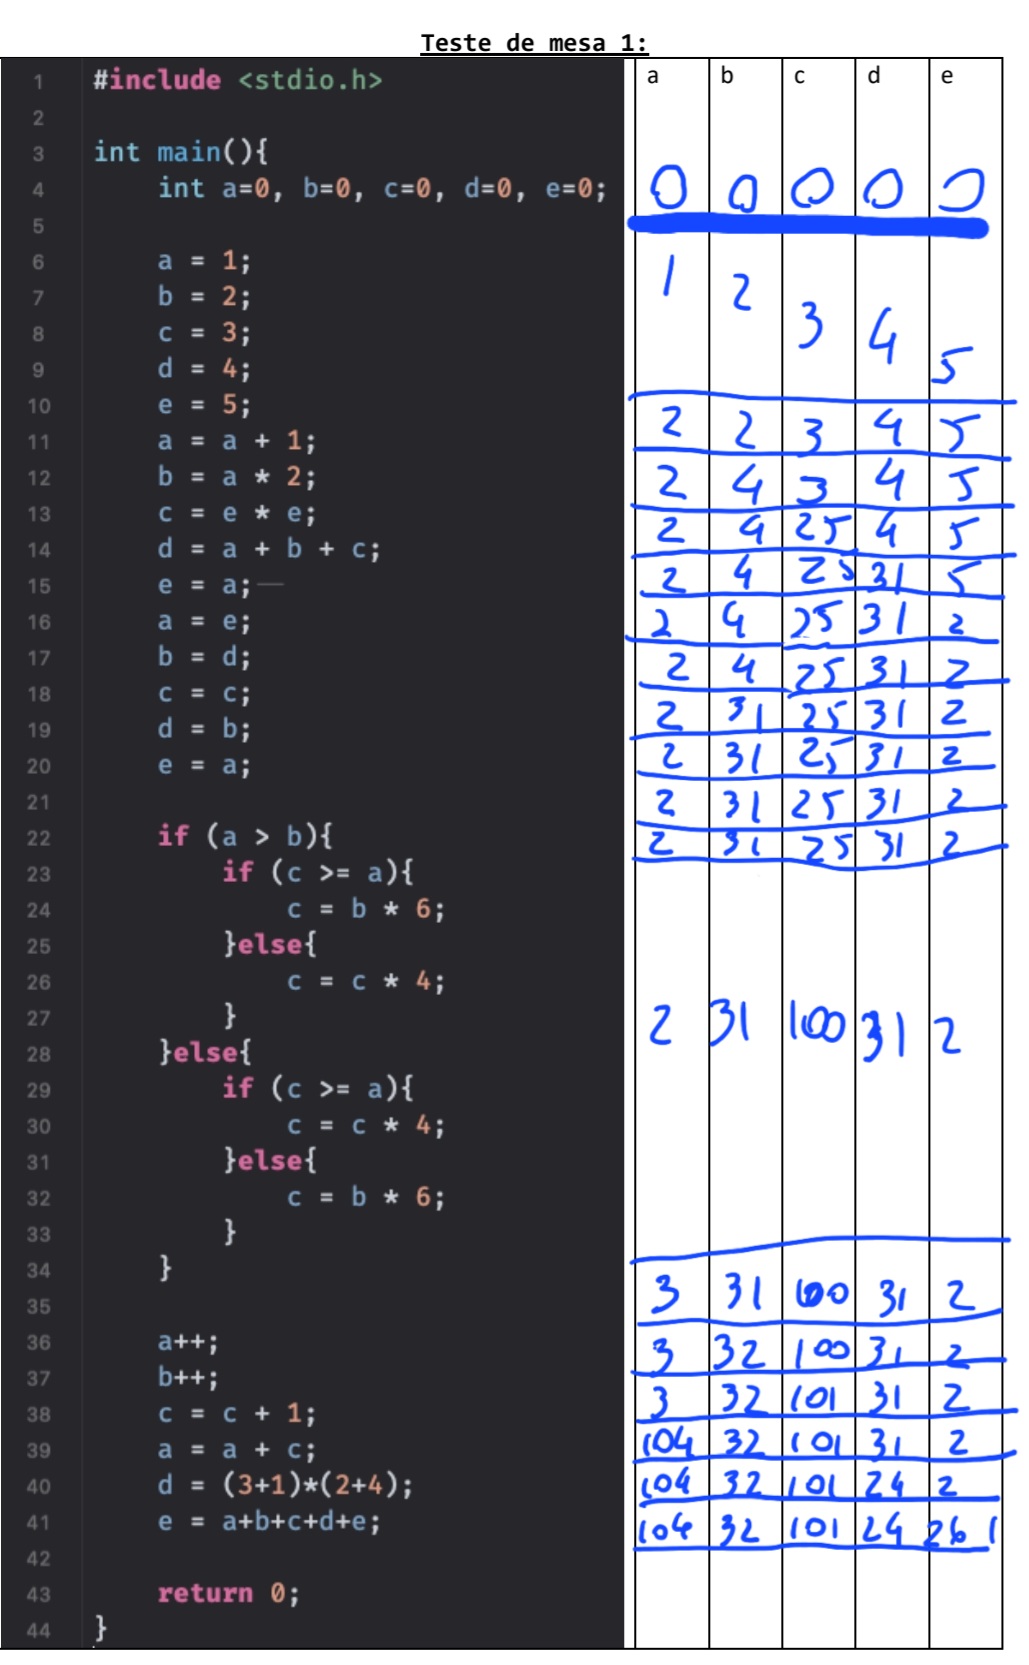 Teste de mesa 1:
a b c d e
1 #include <stdio.h>
2
3 int main(){
4 int a=0, b=0, c=0, d=0, e=0; 0 0 0 0 0
5
6 a = 1; 1
7 b = 2; 2
8 c = 3; 3
9 d = 4; 4
10 e = 5; 5
11 a = a + 1; 2 2 3 4 5
12 b = a * 2; 2 4 3 4 5
13 c = e * e; 2 4 25 4 5
14 d = a + b + c; 2 4 25 31 5
15 e = a; 2 4 25 31 2
16 a = e; 2 4 25 31 2
17 b = d; 2 31 25 31 2
18 c = c; 2 31 25 31 2
19 d = b; 2 31 25 31 2
20 e = a; 2 31 25 31 2
21
22 if (a > b){
23 if (c >= a){
24 c = b * 6;
25 }else{
26 c = c * 4;
27 } 2 31 100 31 2
28 }else{
29 if (c >= a){
30 c = c * 4;
31 }else{
32 c = b * 6;
33 }
34 }
35 3 31 100 31 2
36 a++; 3 32 100 31 2
37 b++; 3 32 101 31 2
38 c = c + 1; 104 32 101 31 2
39 a = a + c; 104 32 101 24 2
40 d = (3+1)*(2+4); 104 32 101 24 261
41 e = a+b+c+d+e;
42
43 return 0;
44 }